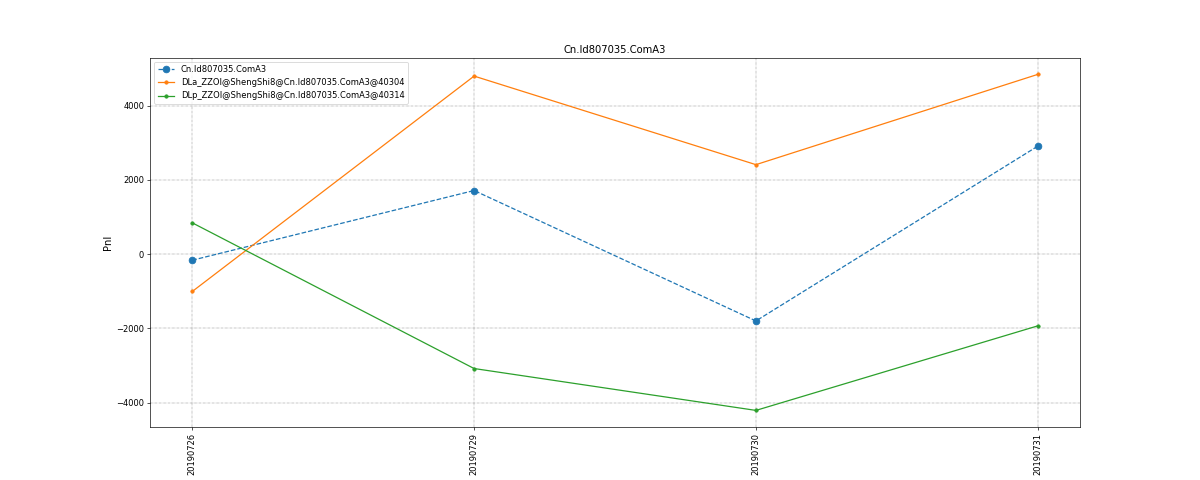 Cn.Id807035.ComA3
Cn.Id807035.ComA3
DLa_ZZOI@ShengShi8@Cn.Id807035.ComA3@40304
DLp_ZZOI@ShengShi8@Cn.Id807035.ComA3@40314
4000
2000
0
−2000
−4000
PnI
20190726
20190729
20190730
20190731